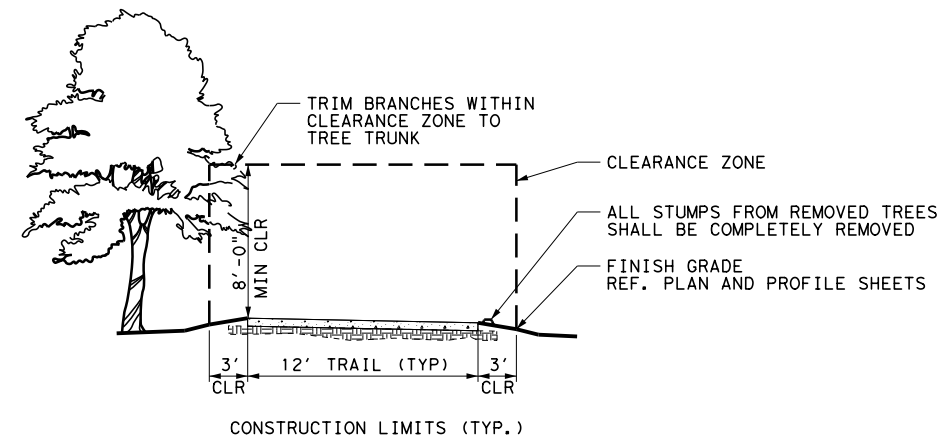 TRIM BRANCHES WITHIN
CLEARANCE ZONE TO
TREE TRUNK
CLEARANCE ZONE
ALL STUMPS FROM REMOVED TREES
SHALL BE COMPLETELY REMOVED
FINISH GRADE
REF. PLAN AND PROFILE SHEETS
8'-0"
MIN CLR
3'
CLR
12' TRAIL (TYP)
3'
CLR
CONSTRUCTION LIMITS (TYP.)